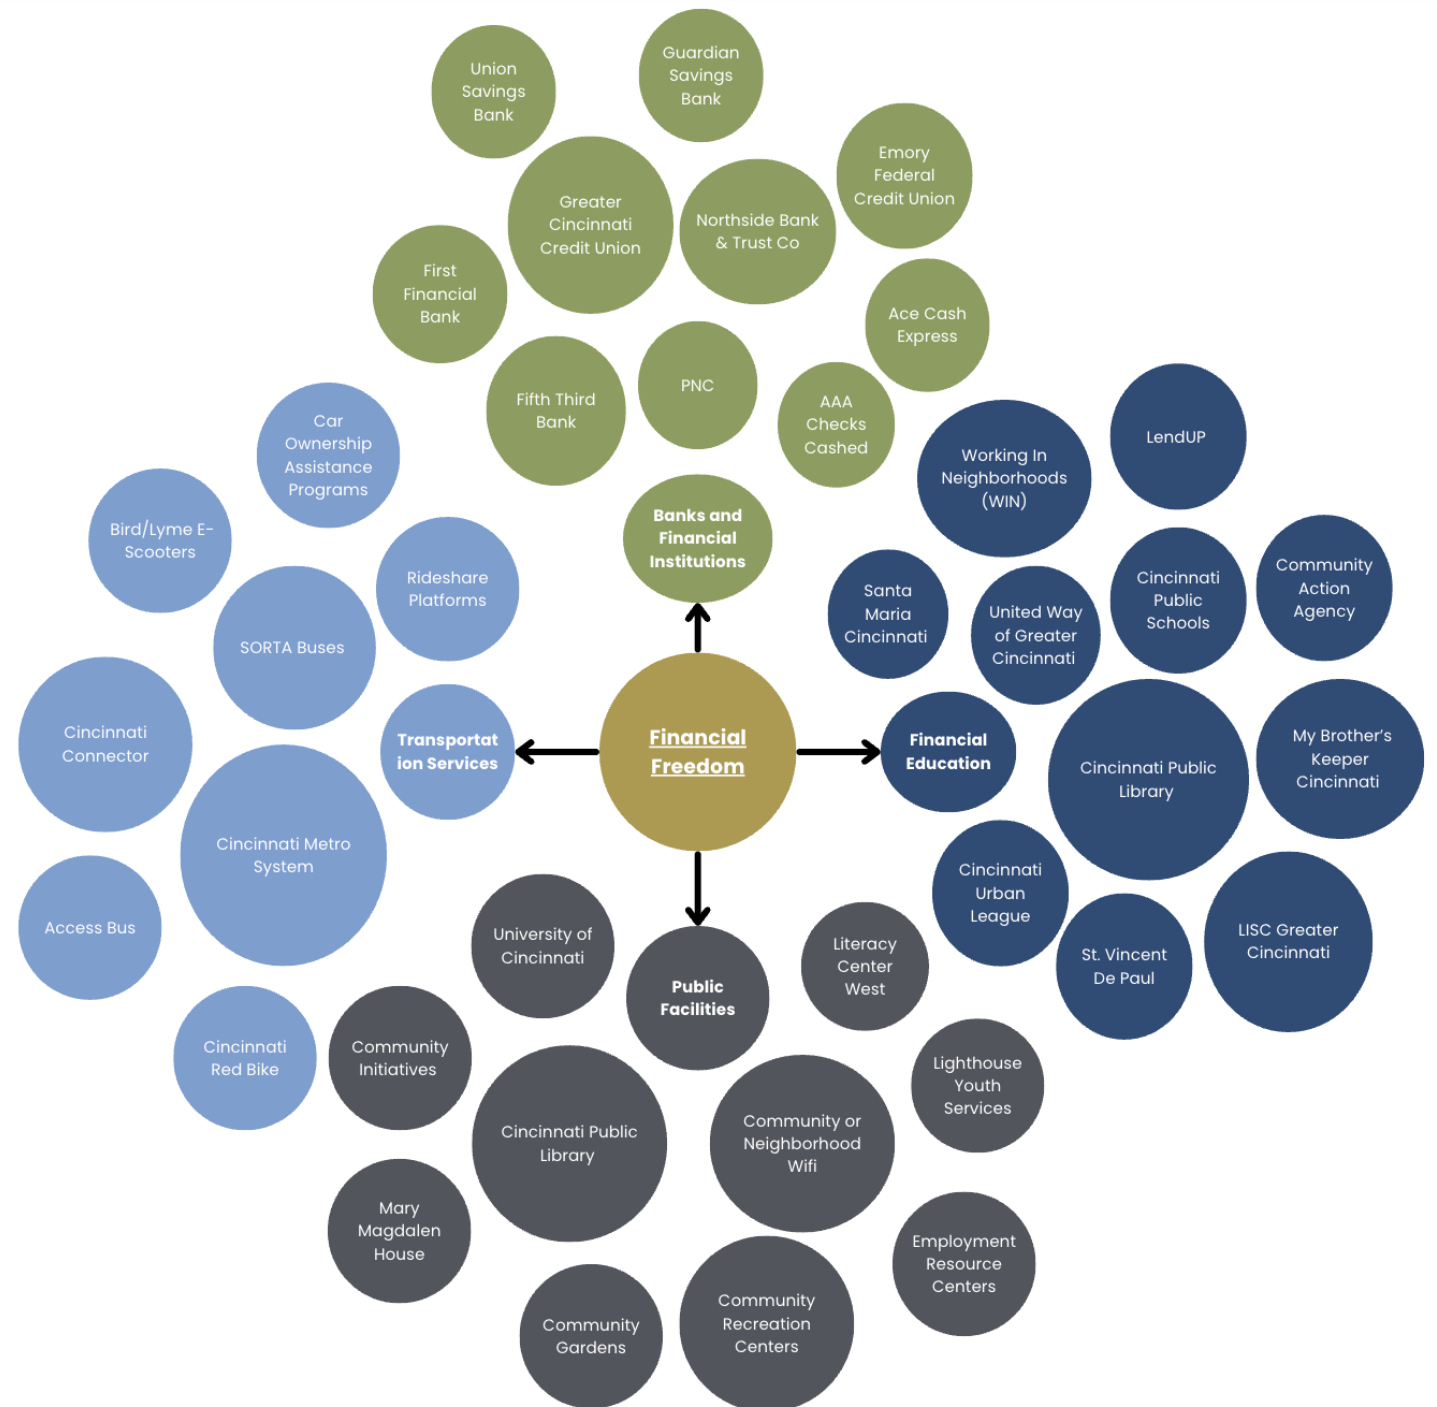 Union
Savings
Bank
Guardian
Savings
Bank
Emory
Federal
Credit Union
Greater
Cincinnati
Credit Union
Northside Bank
& Trust Co
First
Financial
Bank
Ace Cash
Express
Fifth Third
Bank
PNC
AAA
Checks
Cashed
Banks and
Financial
Institutions
Car
Ownership
Assistance
Programs
Bird/Lyme E-
Scooters
Rideshare
Platforms
SORTA Buses
Cincinnati
Connector
Transportat
ion Services
Cincinnati Metro
System
Access Bus
Cincinnati
Red Bike
Financial
Freedom
LendUP
Working In
Neighborhoods
(WIN)
Santa
Maria
Cincinnati
United Way
of Greater
Cincinnati
Cincinnati
Public
Schools
Community
Action
Agency
Financial
Education
Cincinnati Public
Library
My Brother’s
Keeper
Cincinnati
Cincinnati
Urban
League
St. Vincent
De Paul
LISC Greater
Cincinnati
University of
Cincinnati
Public
Facilities
Literacy
Center
West
Community
Initiatives
Cincinnati Public
Library
Community or
Neighborhood
Wifi
Lighthouse
Youth
Services
Mary
Magdalen
House
Community
Gardens
Community
Recreation
Centers
Employment
Resource
Centers